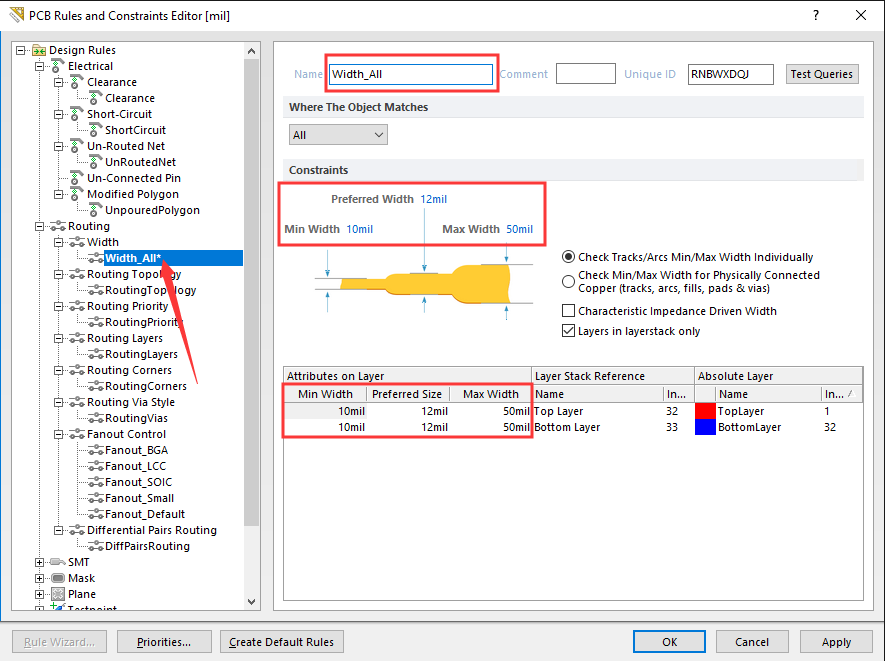 PCB Rules and Constraints Editor [mil]
?
Design Rules
Electrical
Clearance
Clearance
Short-Circuit
ShortCircuit
Un-Routed Net
UnRoutedNet
Un-Connected Pin
Modified Polygon
UnpouredPolygon
Routing
Width
Width_All*
Routing Topology
RoutingTopology
Routing Priority
RoutingPriority
Routing Layers
RoutingLayers
Routing Corners
RoutingCorners
Routing Via Style
RoutingVias
Fanout Control
Fanout_BGA
Fanout_LCC
Fanout_SOIC
Fanout_Small
Fanout_Default
Differential Pairs Routing
DiffPairsRouting
SMT
Mask
Plane
Testpoint
Name Width_All Comment Unique ID RNBWXDQJ Test Queries
Where The Object Matches
All
Constraints
Preferred Width 12mil
Min Width 10mil Max Width 50mil
Check Tracks/Arcs Min/Max Width Individually
Check Min/Max Width for Physically Connected
Copper (tracks, arcs, fills, pads & vias)
Characteristic Impedance Driven Width
Layers in layerstack only
Attributes on Layer Layer Stack Reference Absolute Layer
Min Width Preferred Size Max Width Name In... Name In...
10mil 12mil 50mil Top Layer 32 TopLayer 1
10mil 12mil 50mil Bottom Layer 33 BottomLayer 32
Rule Wizard... Priorities... Create Default Rules OK Cancel Apply